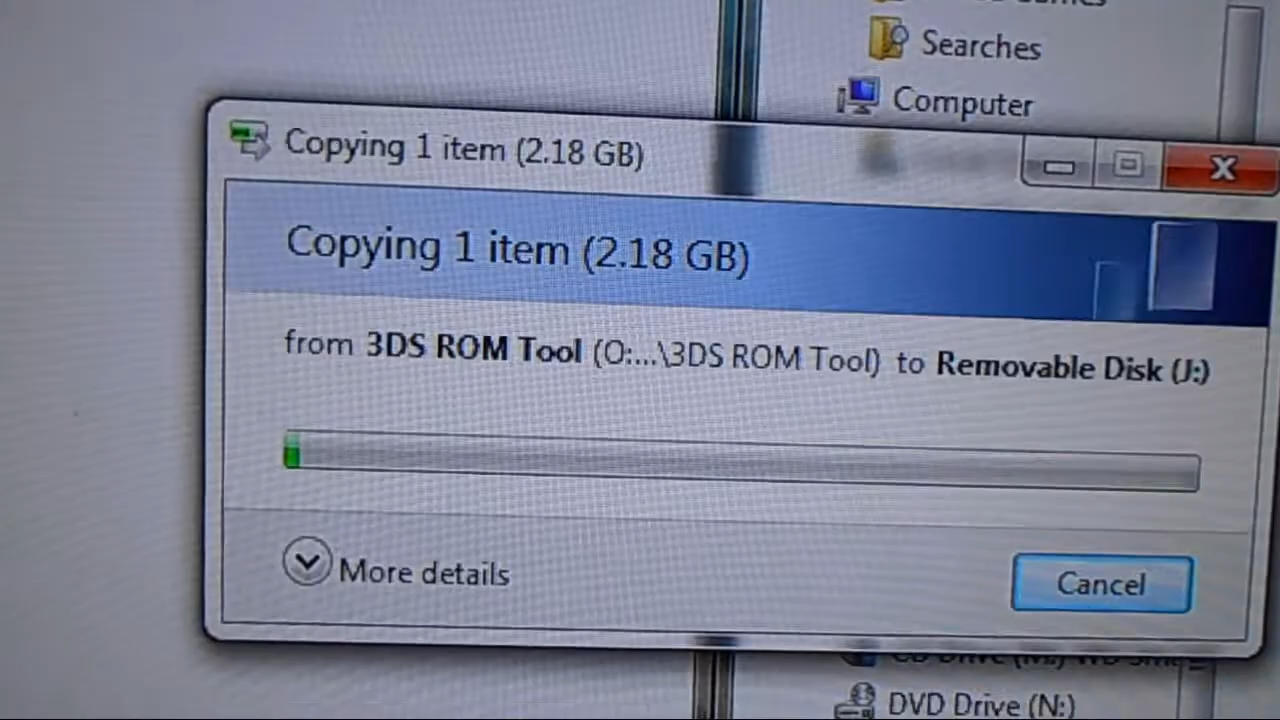 Searches
Computer
Copying 1 item (2.18 GB)
Copying 1 item (2.18 GB)
from 3DS ROM Tool (O:...\3DS ROM Tool) to Removable Disk (J:)
More details
Cancel
DVD Drive (N:)